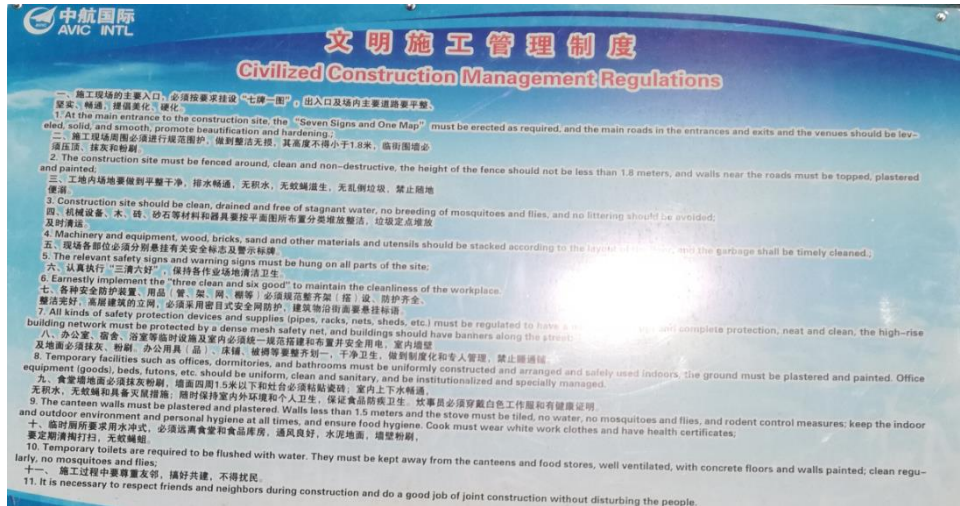 中航国际
AVIC INTL
文明施工管理制度
Civilized Construction Management Regulations
一、施工现场的主要入口，必须按要求挂设“七牌一图”，出入口及场内主要道路要平整、
坚实、畅通，提倡美化、硬化。
1. At the main entrance to the construction site, the “Seven Signs and One Map” must be erected as required, and the main roads in the entrances and exits and the venues should be lev-
eled, solid, and smooth, promote beautification and hardening.;
二、施工现场周围必须进行规范围护，做到整洁无损，其高度不得小于1.8米，临街围墙必
须压顶、抹灰和粉刷。
2. The construction site must be fenced around, clean and non-destructive, the height of the fence should not be less than 1.8 meters, and walls near the roads must be topped, plastered
and painted;
三、工地内场地要做到平整干净，排水畅通，无积水，无蚊蝇滋生，无乱倒垃圾，禁止随地
便溺。
3. Construction site should be clean, drained and free of stagnant water, no breeding of mosquitoes and flies, and no littering should be avoided;
四、机械设备、木、砖、砂石等材料和器具要按平面图所布置分类堆放整洁，垃圾定点堆放
及时清运。
4. Machinery and equipment, wood, bricks, sand and other materials and utensils should be stacked according to the and the garbage shall be timely cleaned.;
五、现场各部位必须分别悬挂有关安全标志及警示标牌。
5. The relevant safety signs and warning signs must be hung on all parts of the site;
六、认真执行“三清六好”，保持各作业场地清洁卫生。
6. Earnestly implement the "three clean and six good" to maintain the cleanliness of the workplace.
七、各种安全防护装置、用品（管、架、网、棚等）必须规范整齐架（搭）设、防护齐全、
整洁完好，高层建筑的立网，必须采用密目式安全网防护，建筑物沿街面要悬挂标语。
7. All kinds of safety protection devices and supplies (pipes, racks, nets, sheds, etc.) must be regulated to have a and complete protection, neat and clean, the high-rise
building network must be protected by a dense mesh safety net, and buildings should have banners along the street.
八、办公室、宿舍、浴室等临时设施及室内必须统一规范搭建和布置并安全用电，室内墙壁
及地面必须抹灰、粉刷。办公用具（品）、床铺、被褥等要整齐划一，干净卫生，做到制度化和专人管理，禁止睡通铺。
8. Temporary facilities such as offices, dormitories, and bathrooms must be uniformly constructed and arranged and safely used indoors, the ground must be plastered and painted. Office
equipment (goods), beds, futons, etc. should be uniform, clean and sanitary, and be institutionalized and specially managed.
九、食堂墙地面必须抹灰粉刷，墙面四周1.5米以下和灶台必须粘贴瓷砖；室内上下水畅通，
无积水，无蚊蝇和具备灭鼠措施；随时保持室内外环境和个人卫生，保证食品防疾卫生。炊事员必须穿戴白色工作服和有健康证明。
9. The canteen walls must be plastered and plastered. Walls less than 1.5 meters and the stove must be tiled, no water, no mosquitoes and flies, and rodent control measures; keep the indoor
and outdoor environment and personal hygiene at all times, and ensure food hygiene. Cook must wear white work clothes and have health certificates;
十、临时厕所要求用水冲式，必须远离食堂和食品库房，通风良好，水泥地面，墙壁粉刷，
要定期清掏打扫，无蚊蝇蛆。
10. Temporary toilets are required to be flushed with water. They must be kept away from the canteens and food stores, well ventilated, with concrete floors and walls painted; clean regu-
larly, no mosquitoes and flies;
十一、施工过程中要尊重友邻，搞好共建，不得扰民。
11. It is necessary to respect friends and neighbors during construction and do a good job of joint construction without disturbing the people.